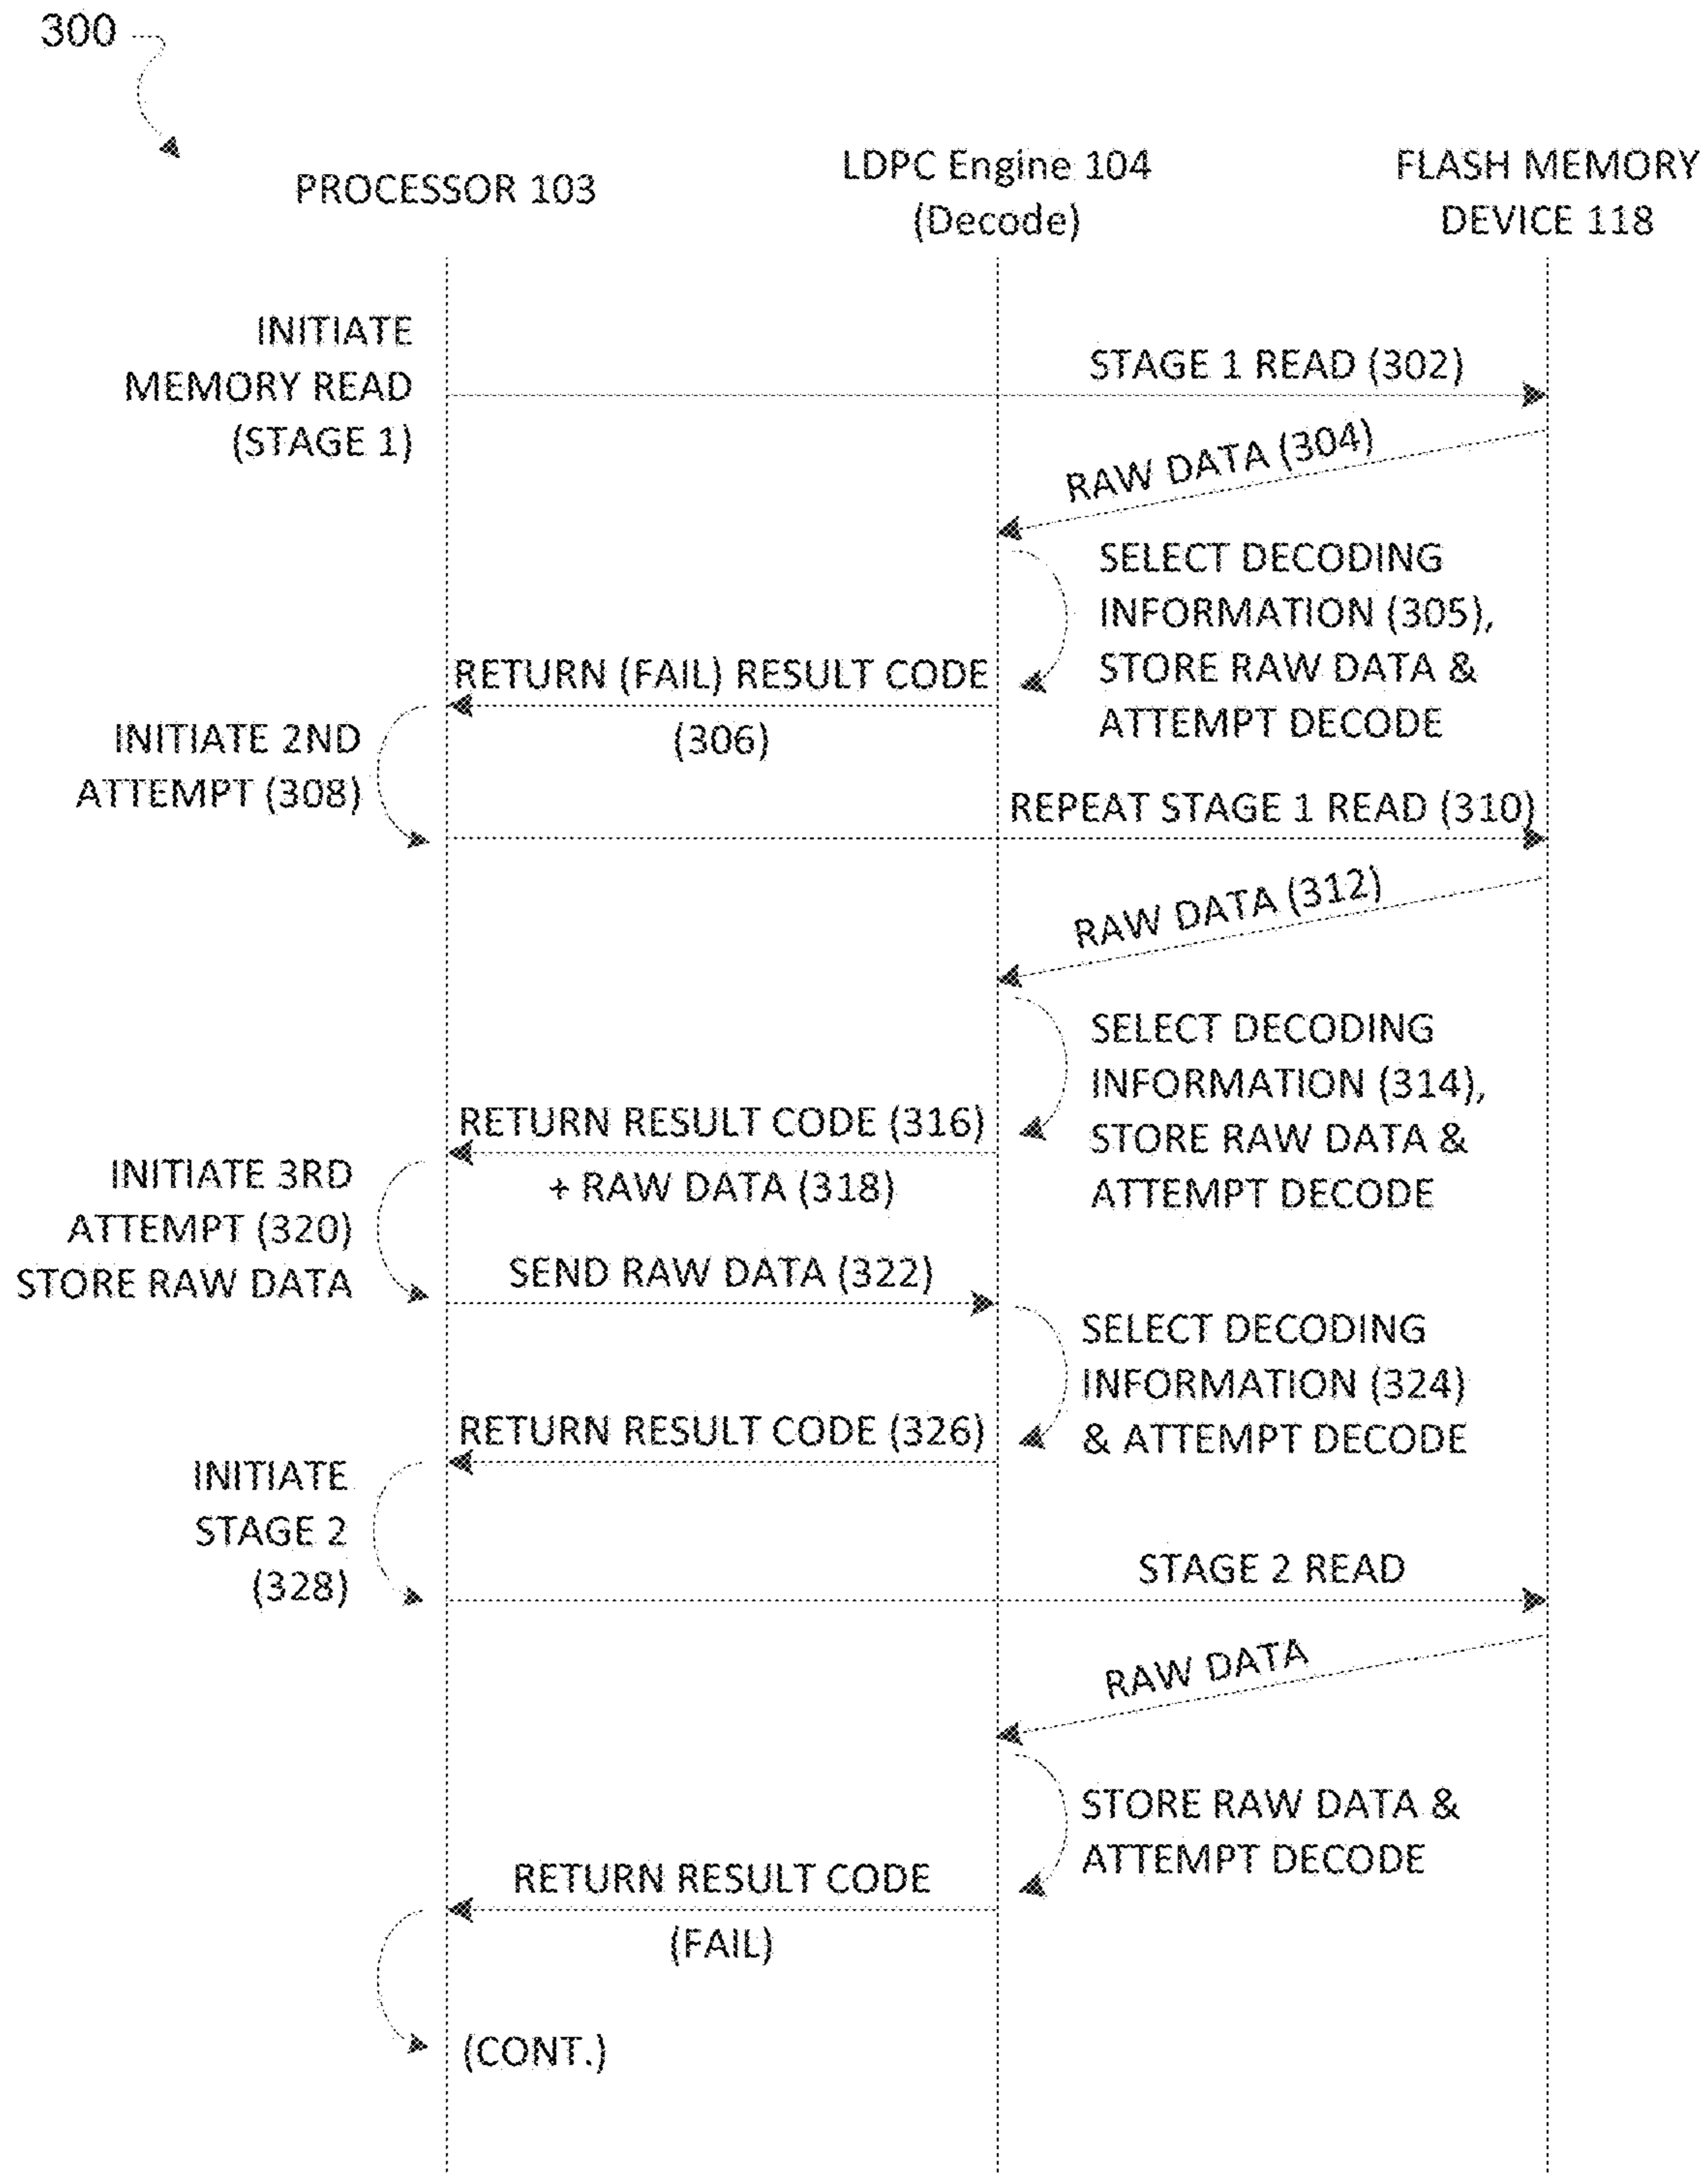 300
PROCESSOR 103
LDPC Engine 104
(Decode)
FLASH MEMORY
DEVICE 118
INITIATE
MEMORY READ
(STAGE 1)
STAGE 1 READ (302)
RAW DATA (304)
SELECT DECODING
INFORMATION (305),
STORE RAW DATA &
ATTEMPT DECODE
RETURN (FAIL) RESULT CODE
(306)
INITIATE 2ND
ATTEMPT (308)
REPEAT STAGE 1 READ (310)
RAW DATA (312)
SELECT DECODING
INFORMATION (314),
STORE RAW DATA &
ATTEMPT DECODE
RETURN RESULT CODE (316)
+ RAW DATA (318)
INITIATE 3RD
ATTEMPT (320)
STORE RAW DATA
SEND RAW DATA (322)
SELECT DECODING
INFORMATION (324)
& ATTEMPT DECODE
RETURN RESULT CODE (326)
INITIATE
STAGE 2
(328)
STAGE 2 READ
RAW DATA
STORE RAW DATA &
ATTEMPT DECODE
RETURN RESULT CODE
(FAIL)
(CONT.)